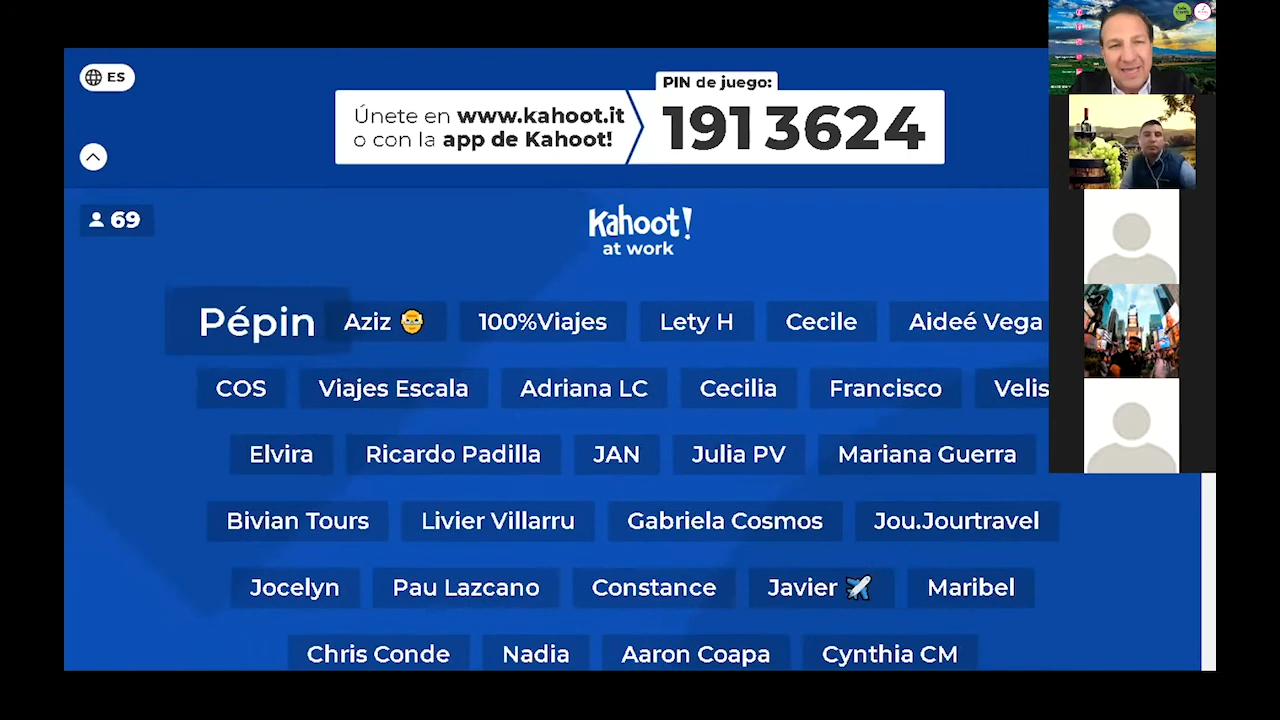 ES
PIN de juego:
Únete en www.kahoot.it
o con la app de Kahoot!
191 3624
69
Kahoot!
at work
Pépin Aziz 100%Viajes Lety H Cecile Aideé Vega
COS Viajes Escala Adriana LC Cecilia Francisco Velis
Elvira Ricardo Padilla JAN Julia PV Mariana Guerra
Bivian Tours Livier Villarru Gabriela Cosmos Jou.Jourtravel
Jocelyn Pau Lazcano Constance Javier ✈️ Maribel
Chris Conde Nadia Aaron Coapa Cynthia CM